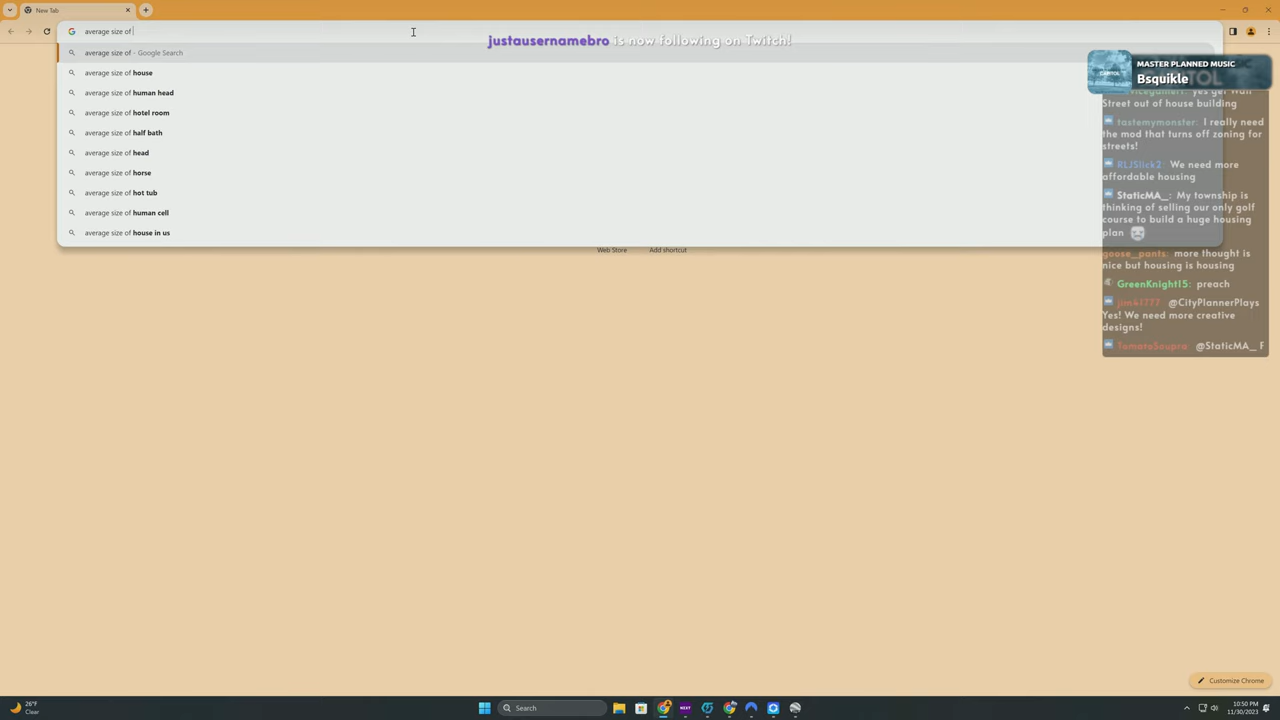 New Tab
average size of
average size of - Google Search
average size of house
average size of human head
average size of hotel room
average size of half bath
average size of head
average size of horse
average size of hot tub
average size of human cell
average size of house in us
justausernamebro is now following on Twitch!
MASTER PLANNED MUSIC
Bsquikle
yes get Wall
Street out of house building
tastemymonster: I really need
the mod that turns off zoning for
streets!
RLJSlick2: We need more
affordable housing
StaticMA_: My township is
thinking of selling our only golf
course to build a huge housing
plan
goose_pants: more thought is
nice but housing is housing
GreenKnight15: preach
jim41777: @CityPlannerPlays
Yes! We need more creative
designs!
TomatoSoupra: @StaticMA_ F
Web Store
Add shortcut
Customize Chrome
26°F
Clear
Search
10:50 PM
11/30/2023